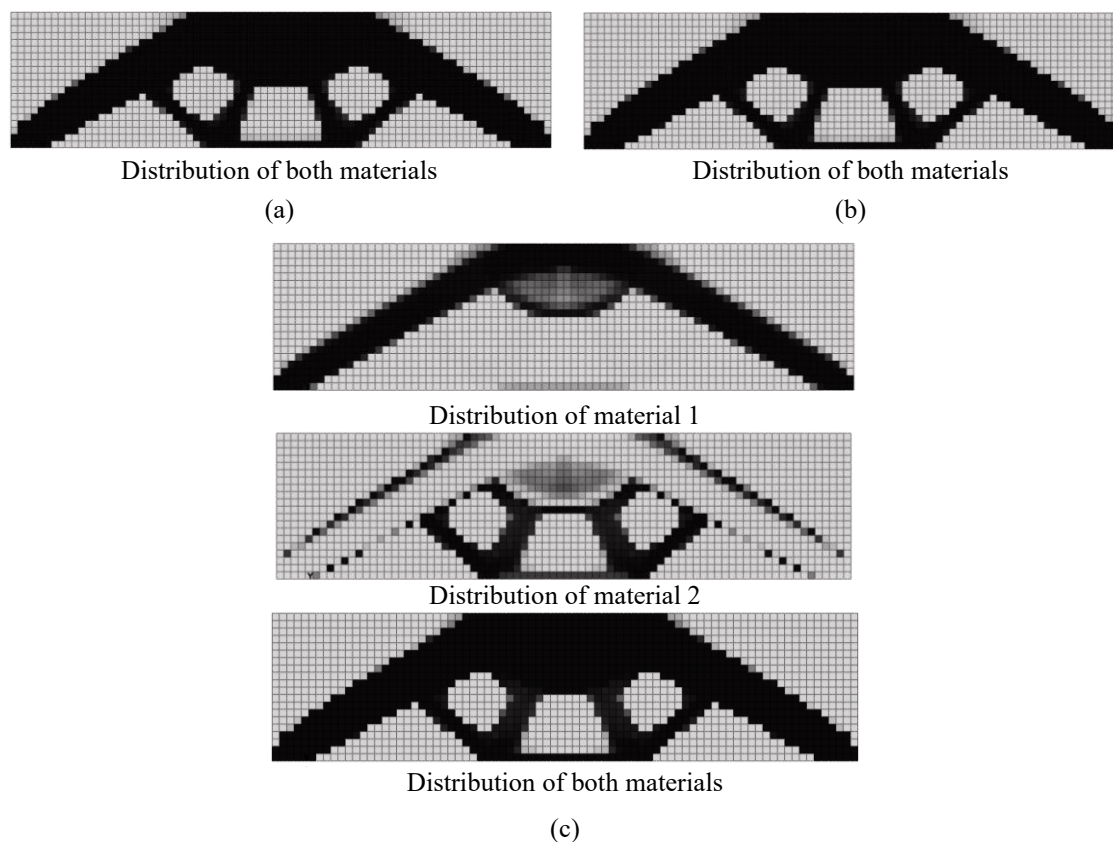 Distribution of both materials
Distribution of both materials
(a)
(b)
Distribution of material 1
Distribution of material 2
Distribution of both materials
(c)